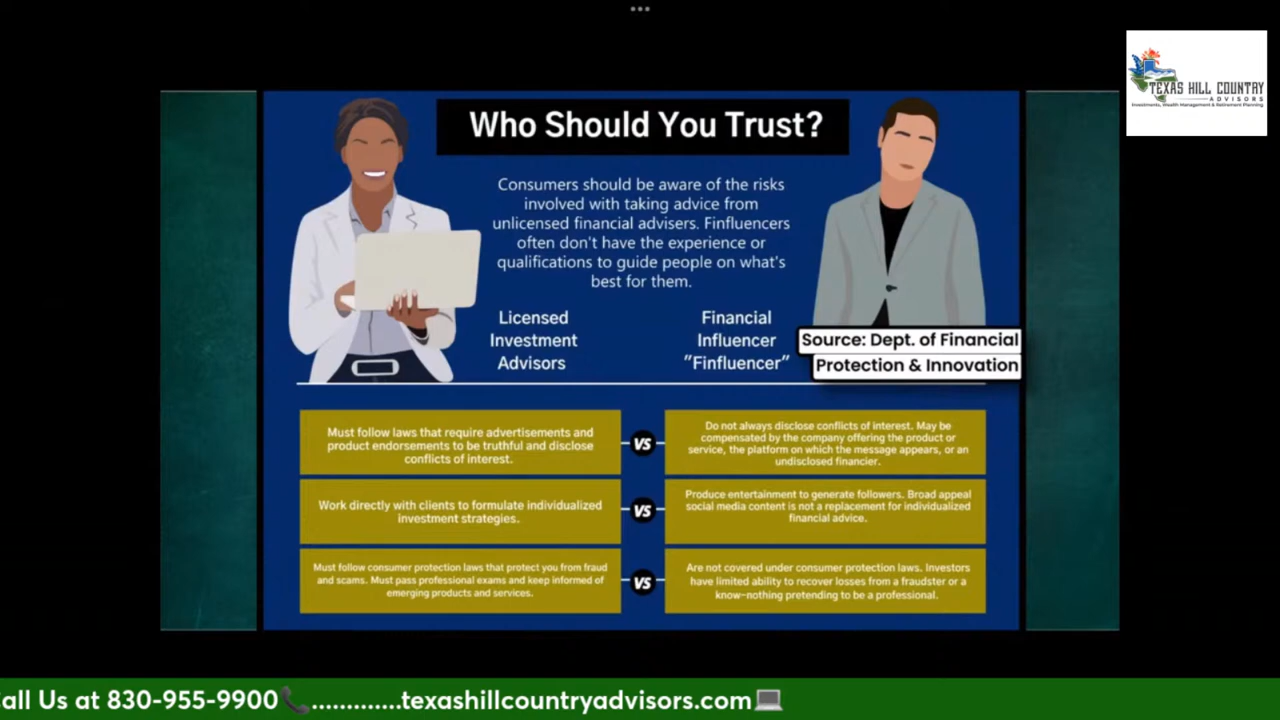 TEXAS HILL COUNTRY
ADVISORS
Investments, Wealth Management & Retirement Planning
Who Should You Trust?
Consumers should be aware of the risks
involved with taking advice from
unlicensed financial advisers. Finfluencers
often don't have the experience or
qualifications to guide people on what's
best for them.
Licensed
Investment
Advisors
Financial
Influencer
"Finfluencer"
Source: Dept. of Financial
Protection & Innovation
Must follow laws that require advertisements and
product endorsements to be truthful and disclose
conflicts of interest.
VS
Do not always disclose conflicts of interest. May be
compensated by the company offering the product or
service, the platform on which the message appears, or an
undisclosed financier.
Work directly with clients to formulate individualized
investment strategies.
VS
Produce entertainment to generate followers. Broad appeal
social media content is not a replacement for individualized
financial advice.
Must follow consumer protection laws that protect you from fraud
and scams. Must pass professional exams and keep informed of
emerging products and services.
VS
Are not covered under consumer protection laws. Investors
have limited ability to recover losses from a fraudster or a
know-nothing pretending to be a professional.
all Us at 830-955-9900📞.............texashillcountryadvisors.com💻